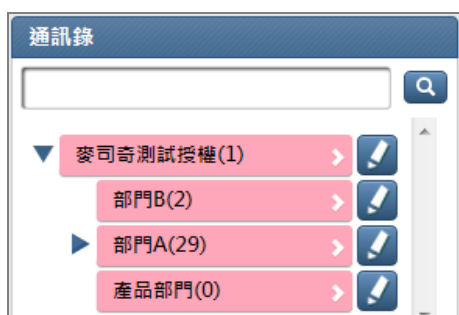 通訊錄
麥司奇測試授權(1)
部門B(2)
部門A(29)
產品部門(0)